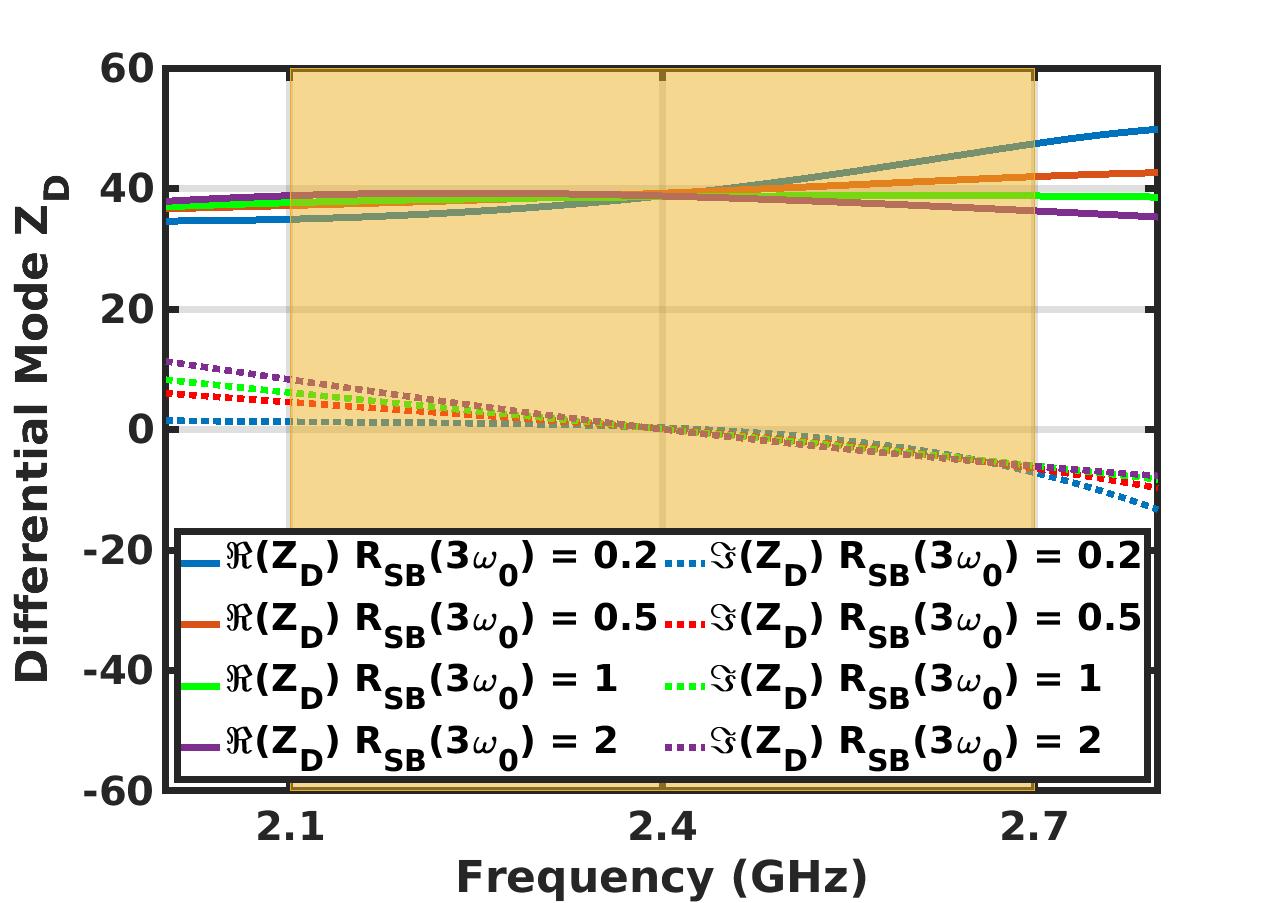 60
40
20
0
-20
-40
-60
Differential Mode Z_D
ℜ(Z_D) R_SB(3ω_0) = 0.2 ℑ(Z_D) R_SB(3ω_0) = 0.2
ℜ(Z_D) R_SB(3ω_0) = 0.5 ℑ(Z_D) R_SB(3ω_0) = 0.5
ℜ(Z_D) R_SB(3ω_0) = 1 ℑ(Z_D) R_SB(3ω_0) = 1
ℜ(Z_D) R_SB(3ω_0) = 2 ℑ(Z_D) R_SB(3ω_0) = 2
2.1 2.4 2.7
Frequency (GHz)